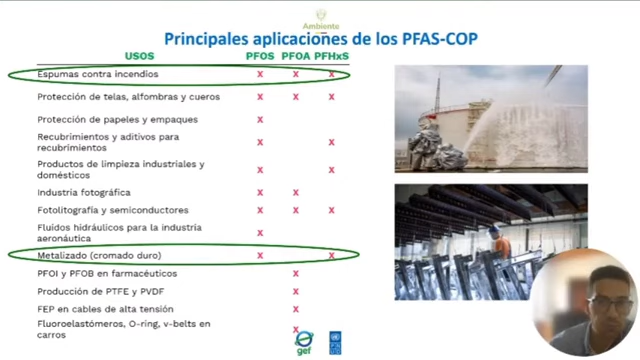 Ambiente
Principales aplicaciones de los PFAS-COP
USOS PFOS PFOA PFHxS
Espumas contra incendios x x x
Protección de telas, alfombras y cueros x x x
Protección de papeles y empaques x
Recubrimientos y aditivos para
recubrimientos x x
Productos de limpieza industriales y
domésticos x x
Industria fotográfica x x
Fotolitografía y semiconductores x x x
Fluidos hidráulicos para la industria
aeronáutica x
Metalizado (cromado duro) x x
PFOI y PFOB en farmacéuticos x
Producción de PTFE y PVDF x
FEP en cables de alta tensión x
Fluoroelastómeros, O-ring, v-belts en
carros x
gef